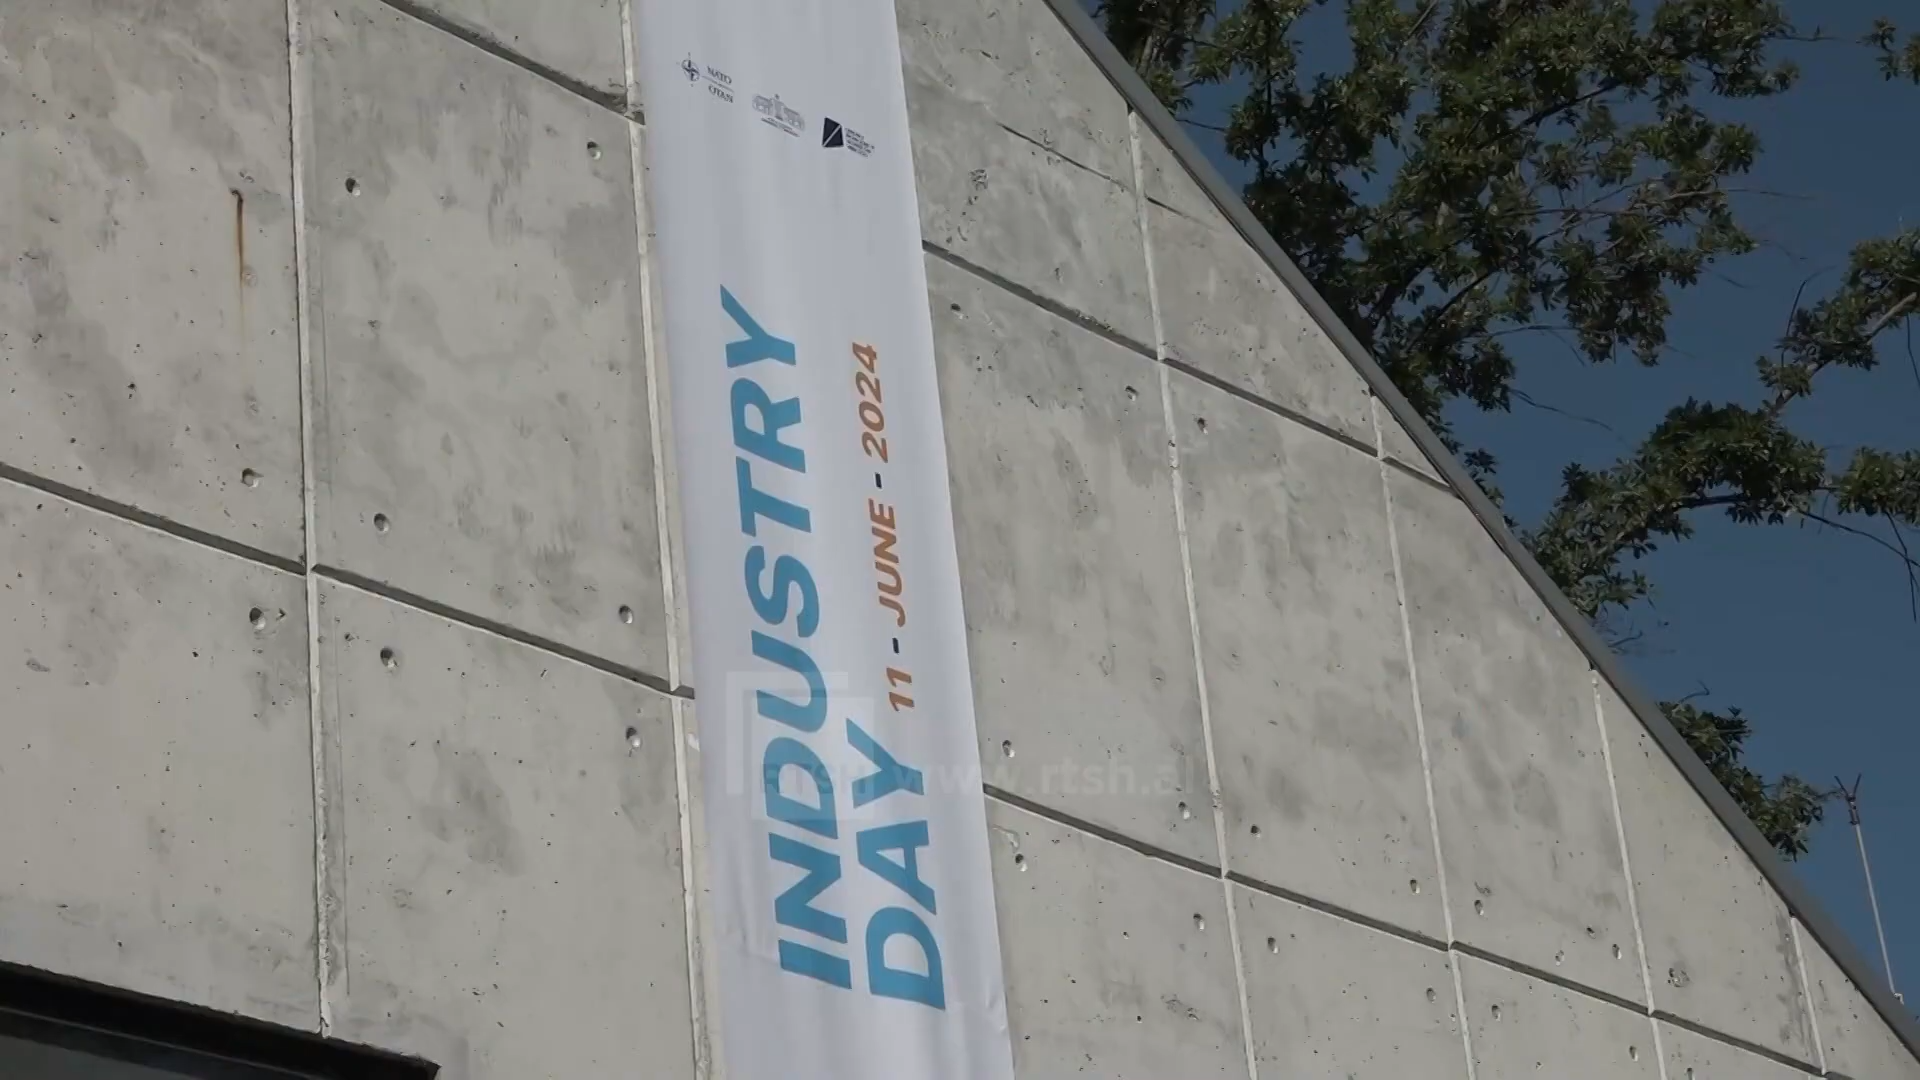 NATO
OTAN
INDUSTRY
DAY
11 - JUNE - 2024
rtsh www.rtsh.al